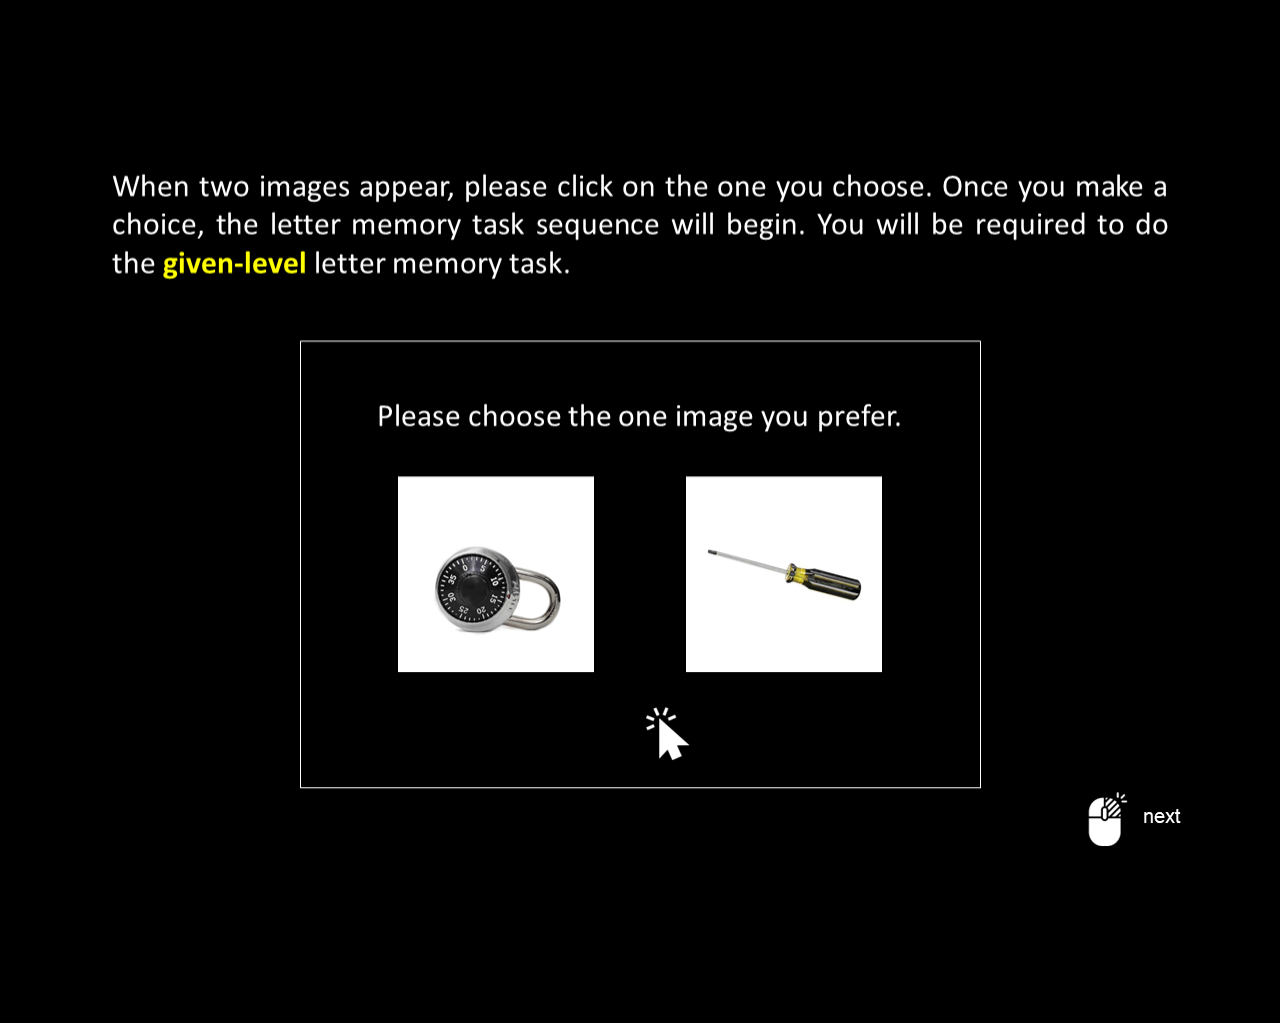 When two images appear, please click on the one you choose. Once you make a
choice, the letter memory task sequence will begin. You will be required to do
the given-level letter memory task.
Please choose the one image you prefer.
0 5 10 15 20 25 30 35
next